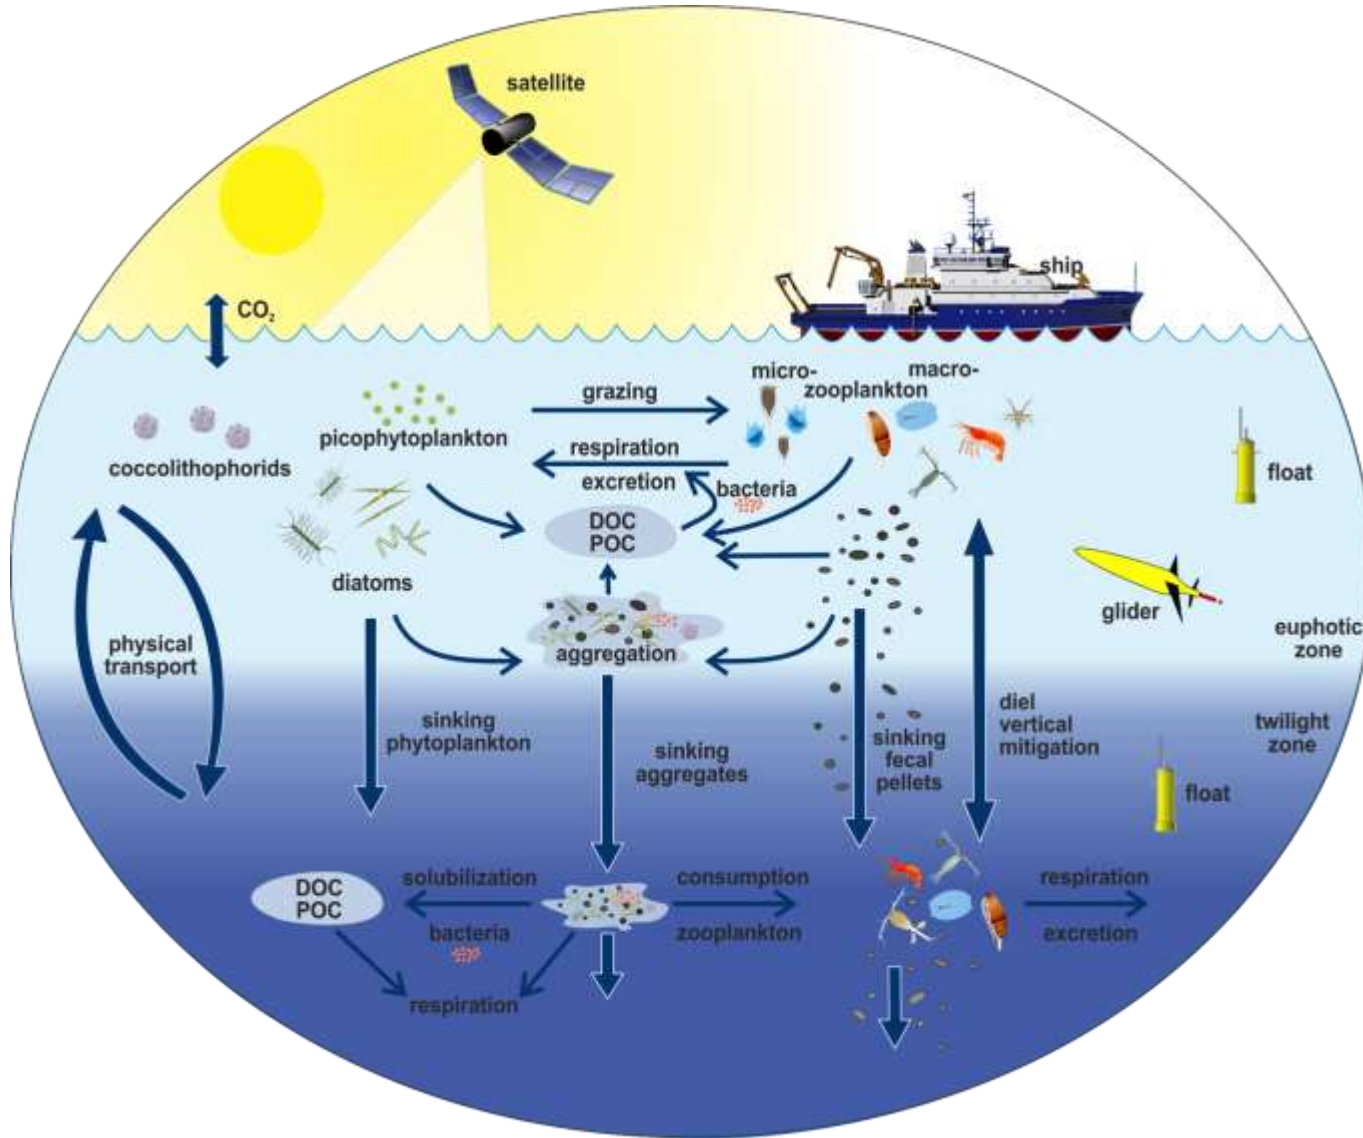 satellite
ship
CO₂
micro-
macro-
zooplankton
grazing
picophytoplankton
respiration
excretion
coccolithophorids
bacteria
float
DOC
POC
diatoms
glider
physical
transport
aggregation
euphotic
zone
sinking
phytoplankton
sinking
aggregates
sinking
fecal
pellets
diel
vertical
mitigation
twilight
zone
float
DOC
POC
solubilization
bacteria
consumption
zooplankton
respiration
excretion
respiration